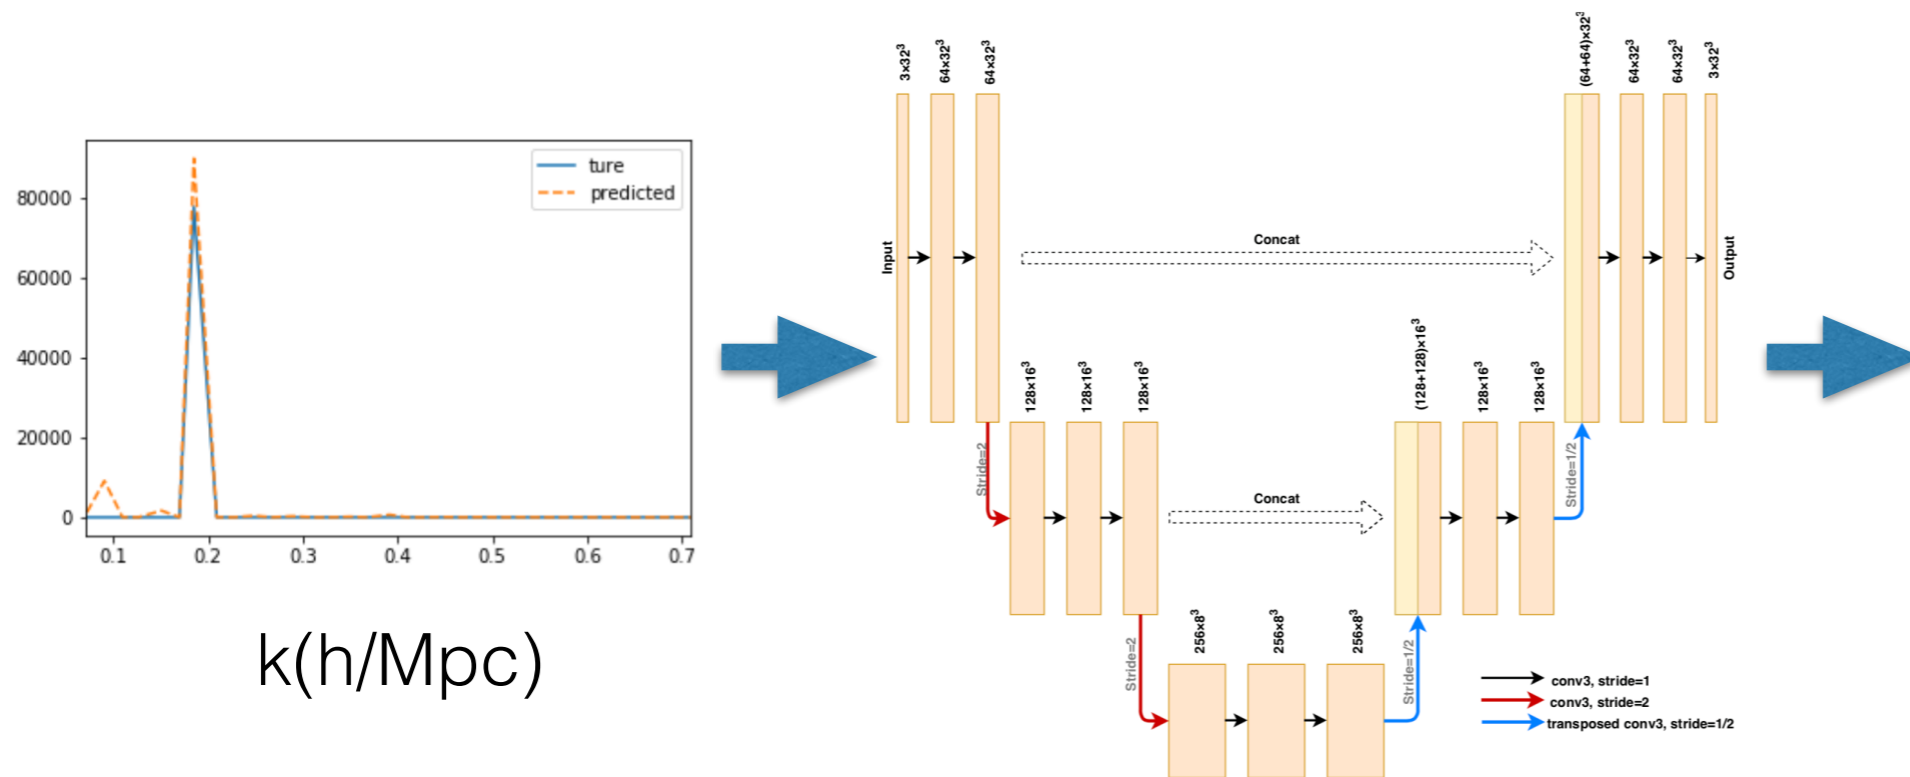 ture
predicted
80000
60000
40000
20000
0
0.1 0.2 0.3 0.4 0.5 0.6 0.7
k(h/Mpc)
3×32³
64×32³
64×32³
(64+64)×32³
64×32³
64×32³
3×32³
Input
Concat
Output
128×16³
128×16³
128×16³
(128+128)×16³
128×16³
128×16³
Stride=2
Stride=1/2
Concat
256×8³
256×8³
256×8³
Stride=2
Stride=1/2
conv3, stride=1
conv3, stride=2
transposed conv3, stride=1/2